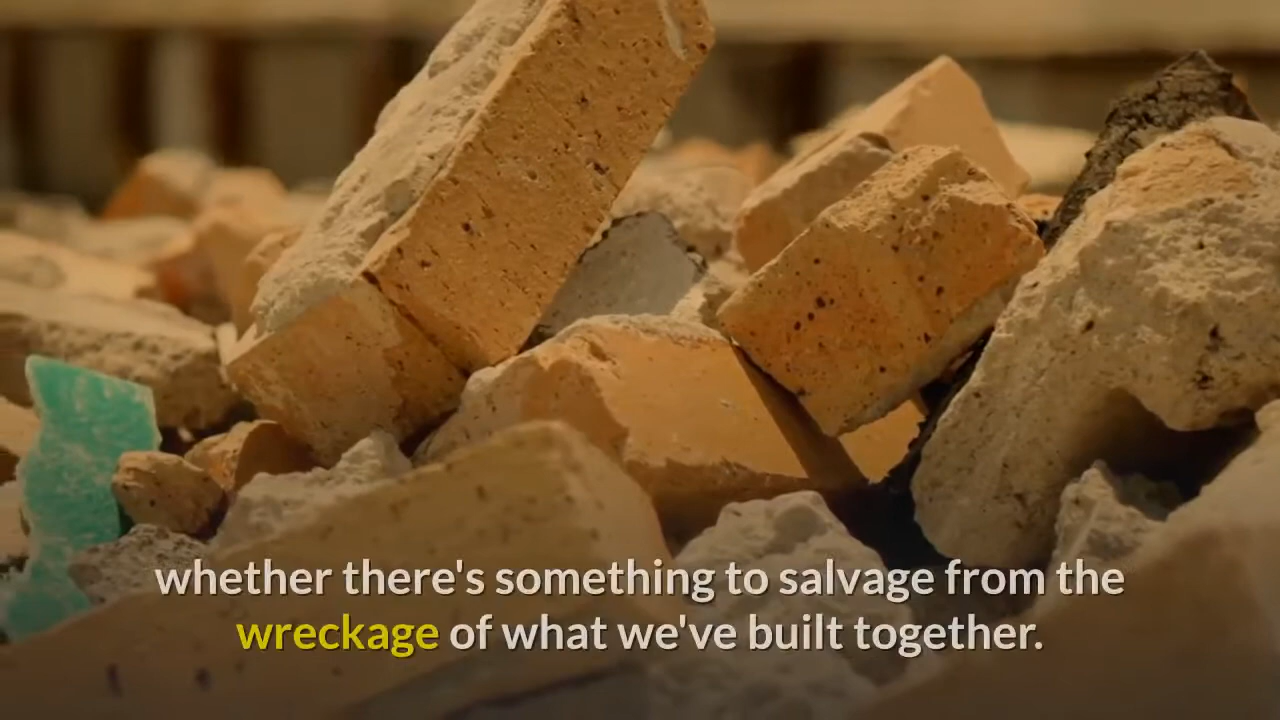 whether there's something to salvage from the
wreckage of what we've built together.